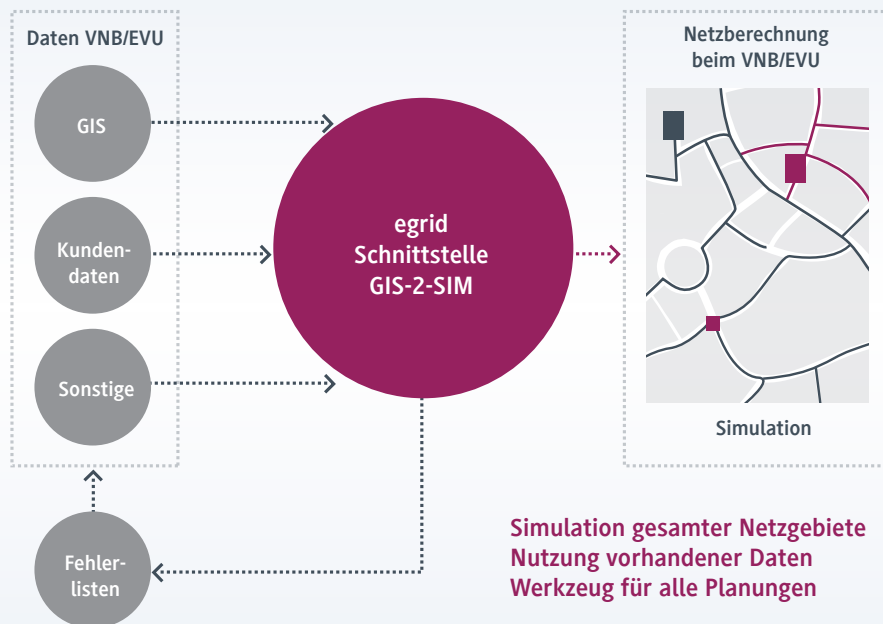 Daten VNB/EVU
GIS
Kunden-
daten
Sonstige
Fehler-
listen
egrid
Schnittstelle
GIS-2-SIM
Netzberechnung
beim VNB/EVU
Simulation
Simulation gesamter Netzgebiete
Nutzung vorhandener Daten
Werkzeug für alle Planungen